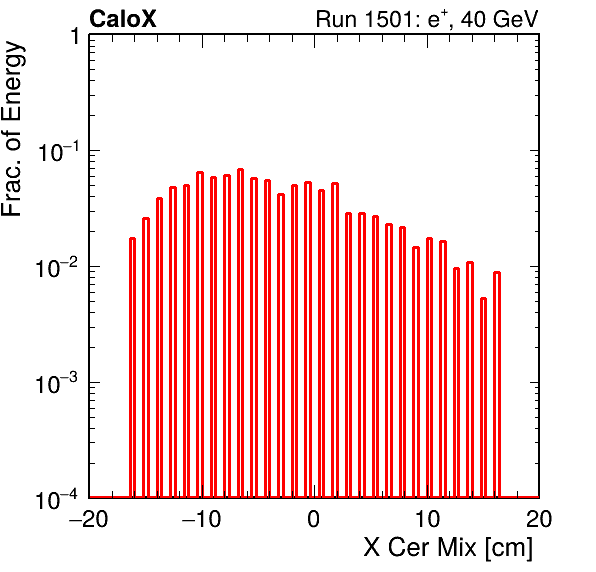 CaloX Run 1501: e⁺, 40 GeV
Frac. of Energy
1
10⁻¹
10⁻²
10⁻³
10⁻⁴
−20 −10 0 10 20
X Cer Mix [cm]